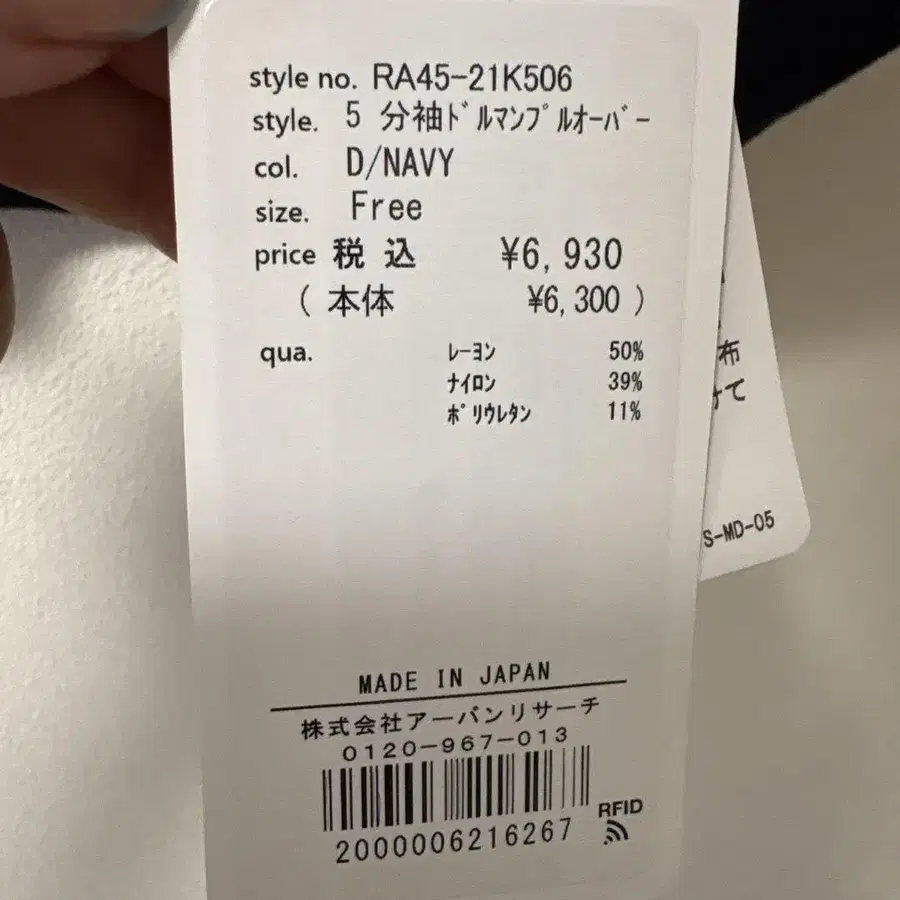 style no. RA45-21K506
style. 5 分袖ﾄﾞﾙﾏﾝﾌﾟﾙｵｰﾊﾞｰ
col. D/NAVY
size. Free
price 税 込 ¥6,930
( 本体 ¥6,300 )
qua. ﾚｰﾖﾝ 50%
ﾅｲﾛﾝ 39%
ﾎﾟﾘｳﾚﾀﾝ 11%
MADE IN JAPAN
株式会社アーバンリサーチ
0120-967-013
RFID
2000006216267
布
けて
S-MD-05